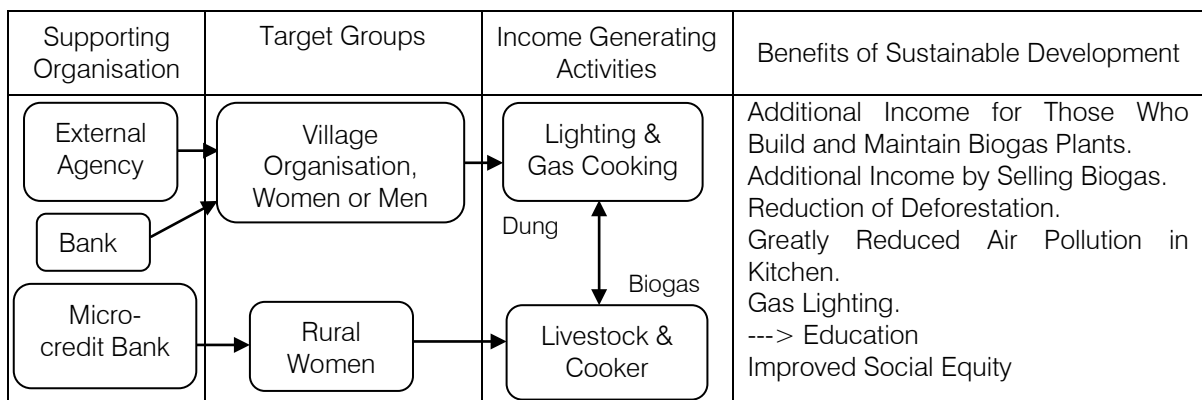 Supporting
Organisation
Target Groups
Income Generating
Activities
Benefits of Sustainable Development
External
Agency
Bank
Micro-
credit Bank
Village
Organisation,
Women or Men
Rural
Women
Lighting &
Gas Cooking
Dung
Biogas
Livestock &
Cooker
Additional Income for Those Who
Build and Maintain Biogas Plants.
Additional Income by Selling Biogas.
Reduction of Deforestation.
Greatly Reduced Air Pollution in
Kitchen.
Gas Lighting.
---> Education
Improved Social Equity